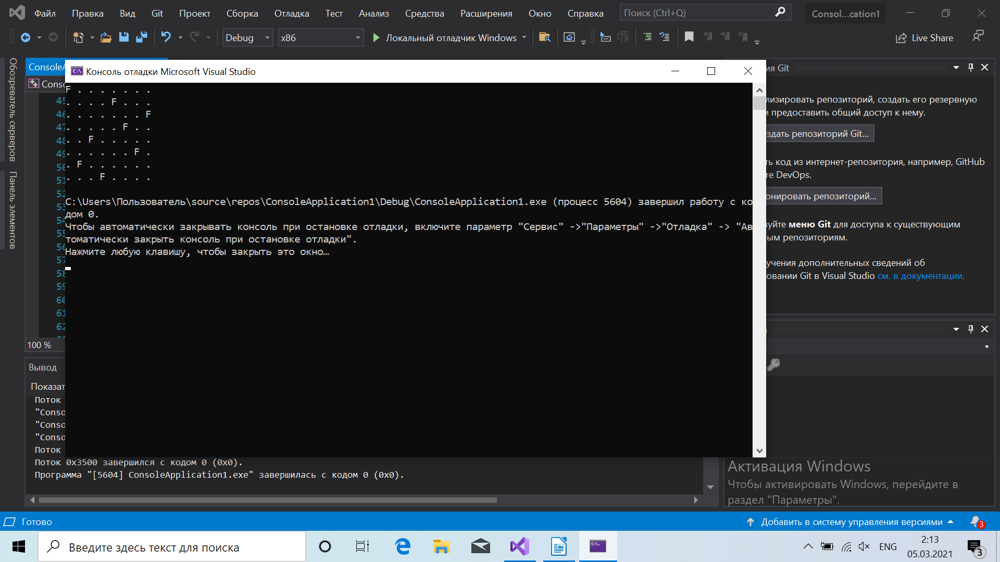 Файл Правка Вид Git Проект Сборка Отладка Тест Анализ Средства Расширения Окно Справка Поиск (Ctrl+Q) Consol...cation1
Debug x86 Локальный отладчик Windows Live Share
Обозреватель серверов
Панель элементов
ConsoleA
Conso
Консоль отладки Microsoft Visual Studio
F . . . . . . .
. . . . F . . .
. . . . . . . F
. . . . . F . .
. . F . . . . .
. . . . . . F .
. F . . . . . .
. . . F . . . .
C:\Users\Пользователь\source\repos\ConsoleApplication1\Debug\ConsoleApplication1.exe (процесс 5604) завершил работу с ко
дом 0.
Чтобы автоматически закрывать консоль при остановке отладки, включите параметр "Сервис" ->"Параметры" ->"Отладка" -> "Ав
томатически закрыть консоль при остановке отладки".
Нажмите любую клавишу, чтобы закрыть это окно…
45
46
47
48
49
50
51
52
53
54
55
56
57
58
59
60
61
62
100 %
ия Git
лизировать репозиторий, создать его резервную
и предоставить общий доступ к нему.
здать репозиторий Git...
ть код из интернет-репозитория, например, GitHub
re DevOps.
онировать репозиторий...
зуйте меню Git для доступа к существующим
ым репозиториям.
учения дополнительных сведений об
овании Git в Visual Studio см. в документации.
Вывод
Показат
Поток
"Conso
"Conso
"Conso
Поток
Поток 0x3500 завершился с кодом 0 (0x0).
Программа "[5604] ConsoleApplication1.exe" завершилась с кодом 0 (0x0).
Активация Windows
Чтобы активировать Windows, перейдите в
раздел "Параметры".
Готово
Добавить в систему управления версиями 3
Введите здесь текст для поиска
ENG
2:13
05.03.2021
3